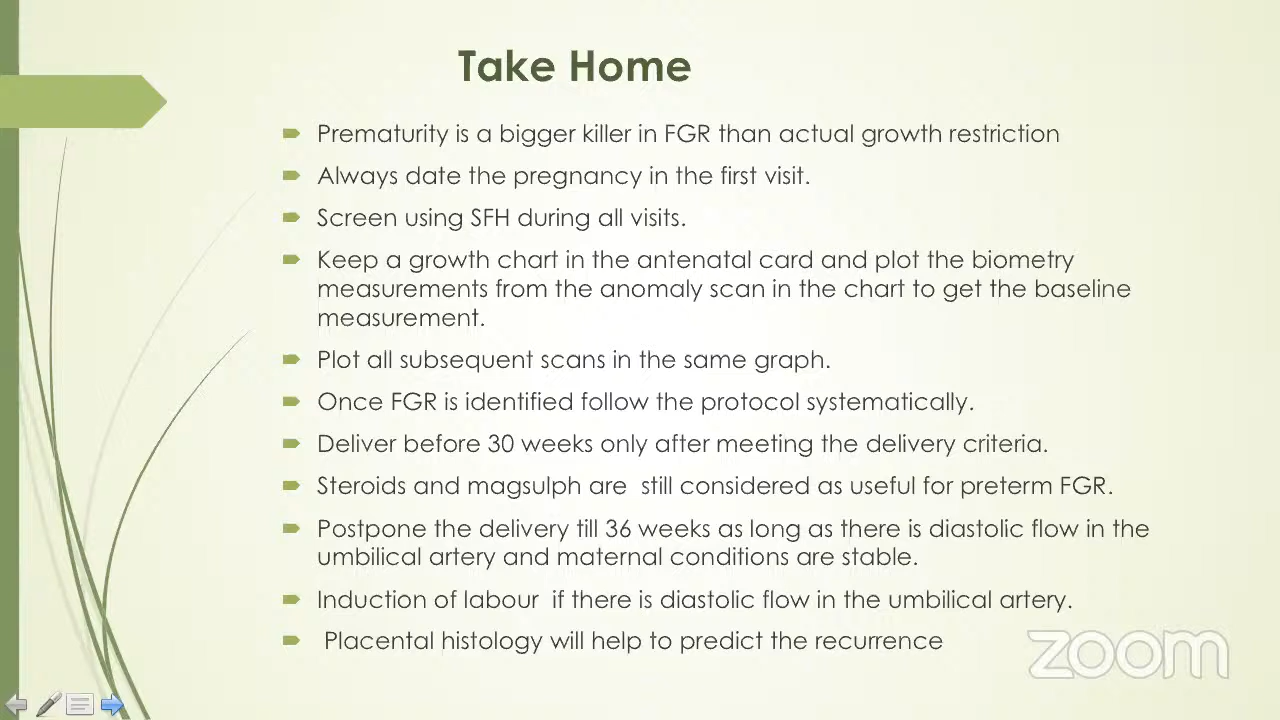 Take Home
Prematurity is a bigger killer in FGR than actual growth restriction
Always date the pregnancy in the first visit.
Screen using SFH during all visits.
Keep a growth chart in the antenatal card and plot the biometry
measurements from the anomaly scan in the chart to get the baseline
measurement.
Plot all subsequent scans in the same graph.
Once FGR is identified follow the protocol systematically.
Deliver before 30 weeks only after meeting the delivery criteria.
Steroids and magsulph are  still considered as useful for preterm FGR.
Postpone the delivery till 36 weeks as long as there is diastolic flow in the
umbilical artery and maternal conditions are stable.
Induction of labour  if there is diastolic flow in the umbilical artery.
Placental histology will help to predict the recurrence
zoom